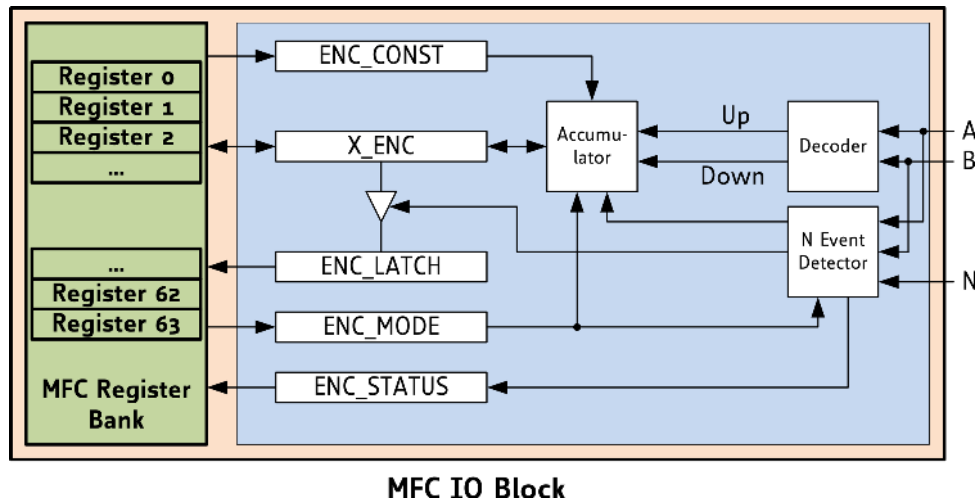 ENC_CONST
Register 0
Register 1
Register 2
...
X_ENC
Accumu-
lator
Up
Down
Decoder
A
B
N Event
Detector
N
...
Register 62
Register 63
ENC_LATCH
ENC_MODE
ENC_STATUS
MFC Register
Bank
MFC IO Block